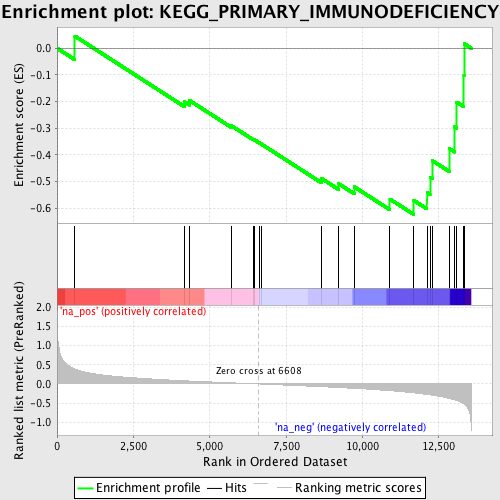 Enrichment plot: KEGG_PRIMARY_IMMUNODEFICIENCY
Enrichment score (ES)
0.0
-0.1
-0.2
-0.3
-0.4
-0.5
-0.6
'na_pos' (positively correlated)
Ranked list metric (PreRanked)
2.0
1.5
1.0
0.5
0.0
-0.5
-1.0
Zero cross at 6608
'na_neg' (negatively correlated)
0 2,500 5,000 7,500 10,000 12,500
Rank in Ordered Dataset
Enrichment profile Hits Ranking metric scores